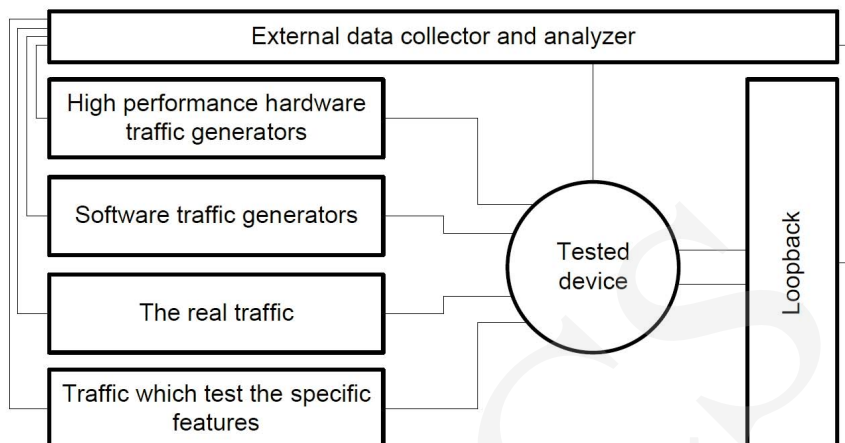 External data collector and analyzer
High performance hardware
traffic generators
Software traffic generators
Tested
device
Loopback
The real traffic
Traffic which test the specific
features